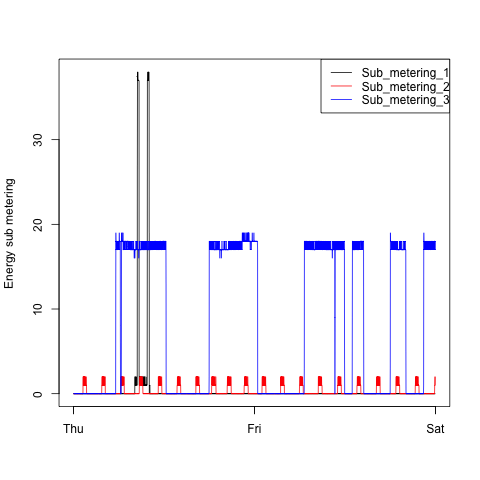 Sub_metering_1
Sub_metering_2
Sub_metering_3
Energy sub metering
30
20
10
0
Thu Fri Sat